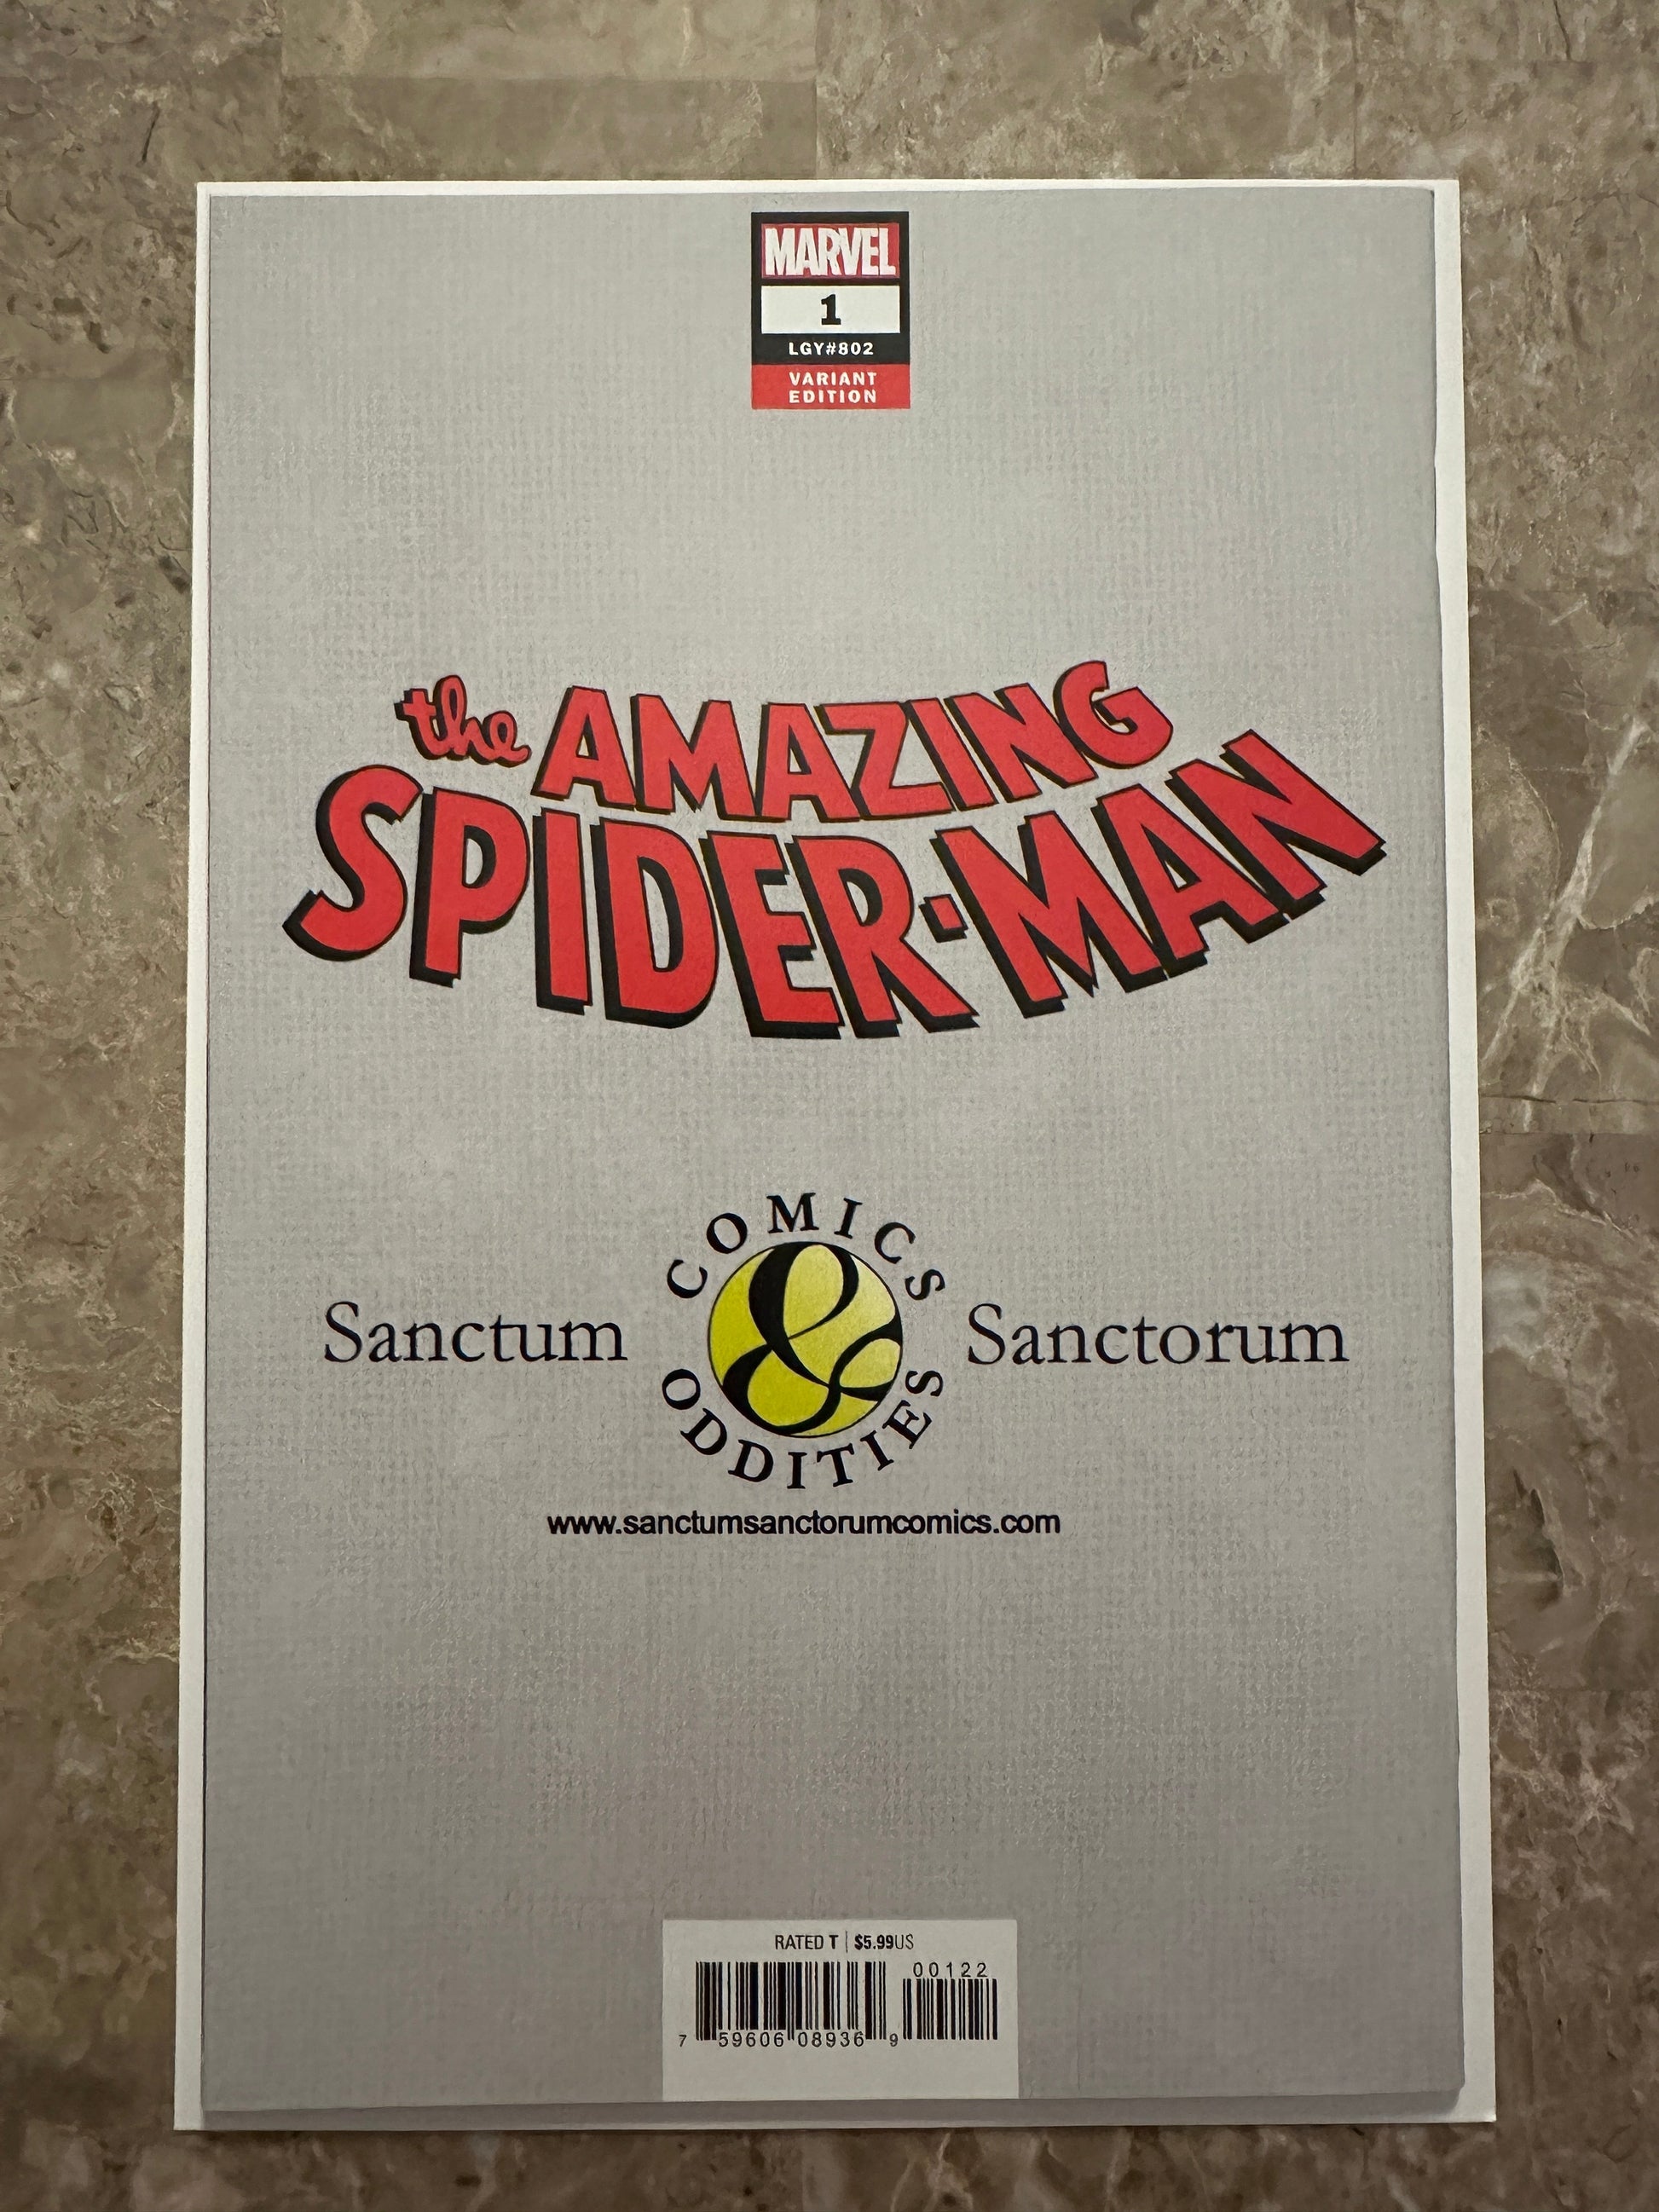 MARVEL
1
LGY#802
VARIANT
EDITION
the AMAZING
SPIDER-MAN
COMICS
Sanctum & Sanctorum
ODDITIES
www.sanctumsanctorumcomics.com
RATED T | $5.99US
00122
7 59606 08936 9